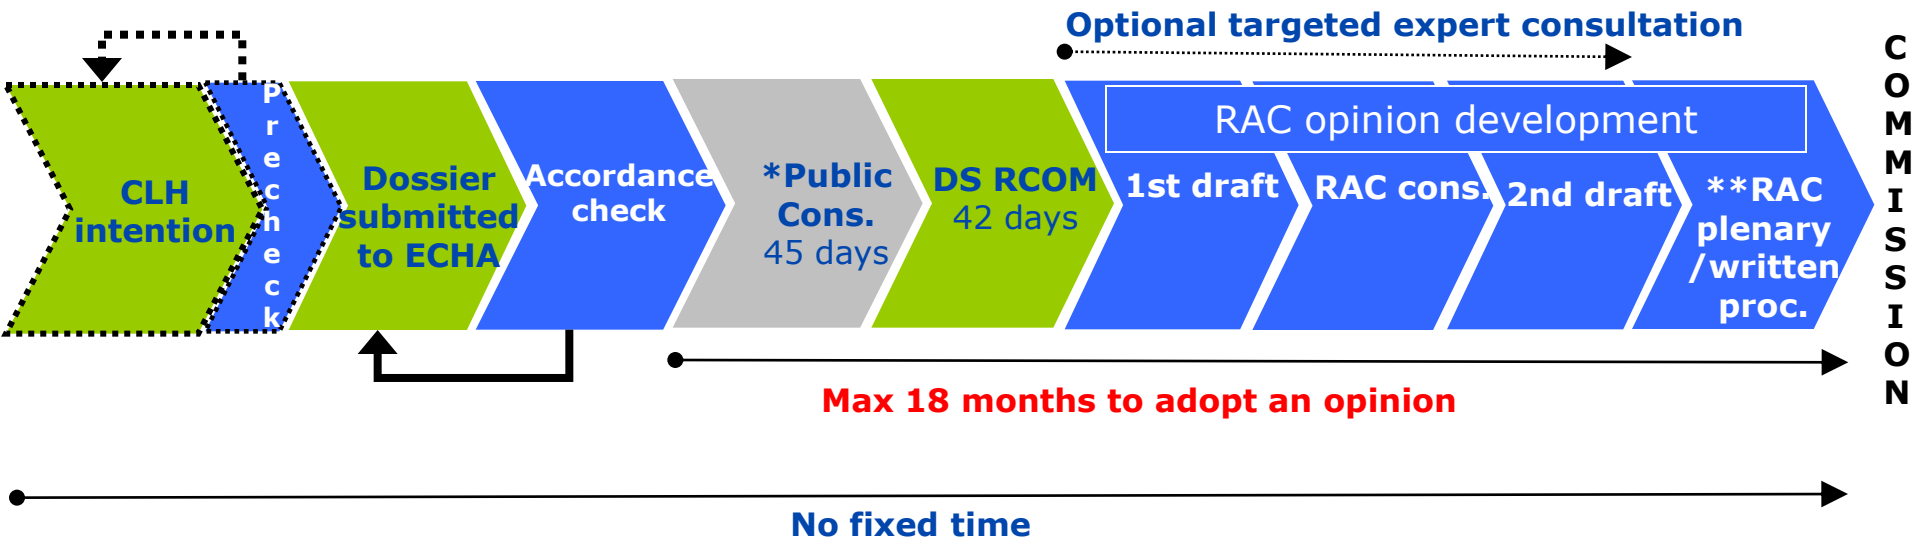 Optional targeted expert consultation
CLH
intention
Precheck
Dossier
submitted
to ECHA
Accordance
check
*Public
Cons.
45 days
DS RCOM
42 days
RAC opinion development
1st draft
RAC cons.
2nd draft
**RAC
plenary
/written
proc.
COMMISSION
Max 18 months to adopt an opinion
No fixed time